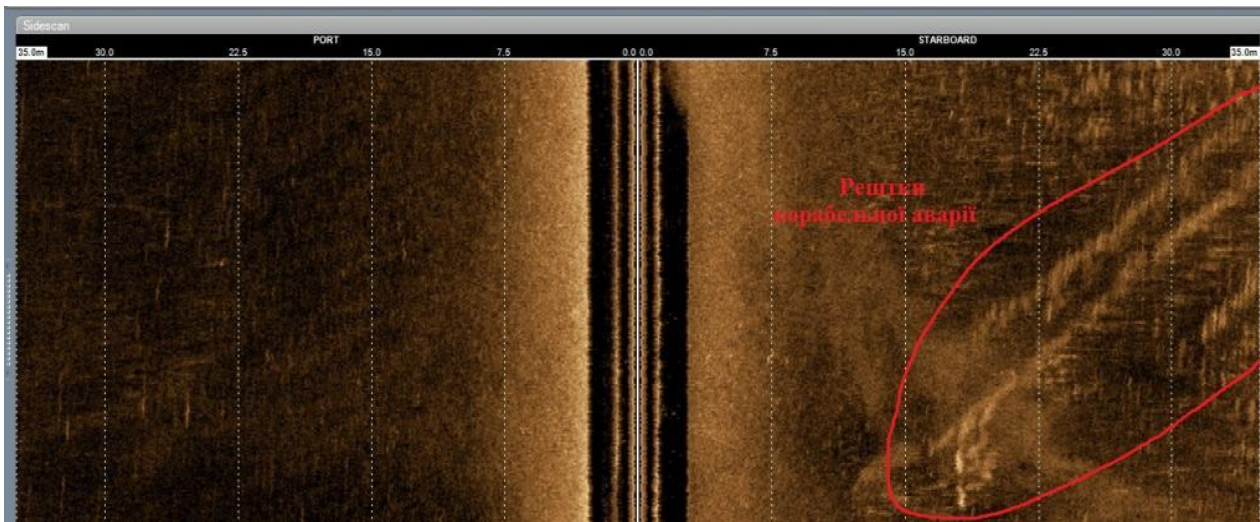 Sidescan
PORT STARBOARD
35.0m 30.0 22.5 15.0 7.5 0.0 0.0 7.5 15.0 22.5 30.0 35.0m
Рештки
корабельної аварії